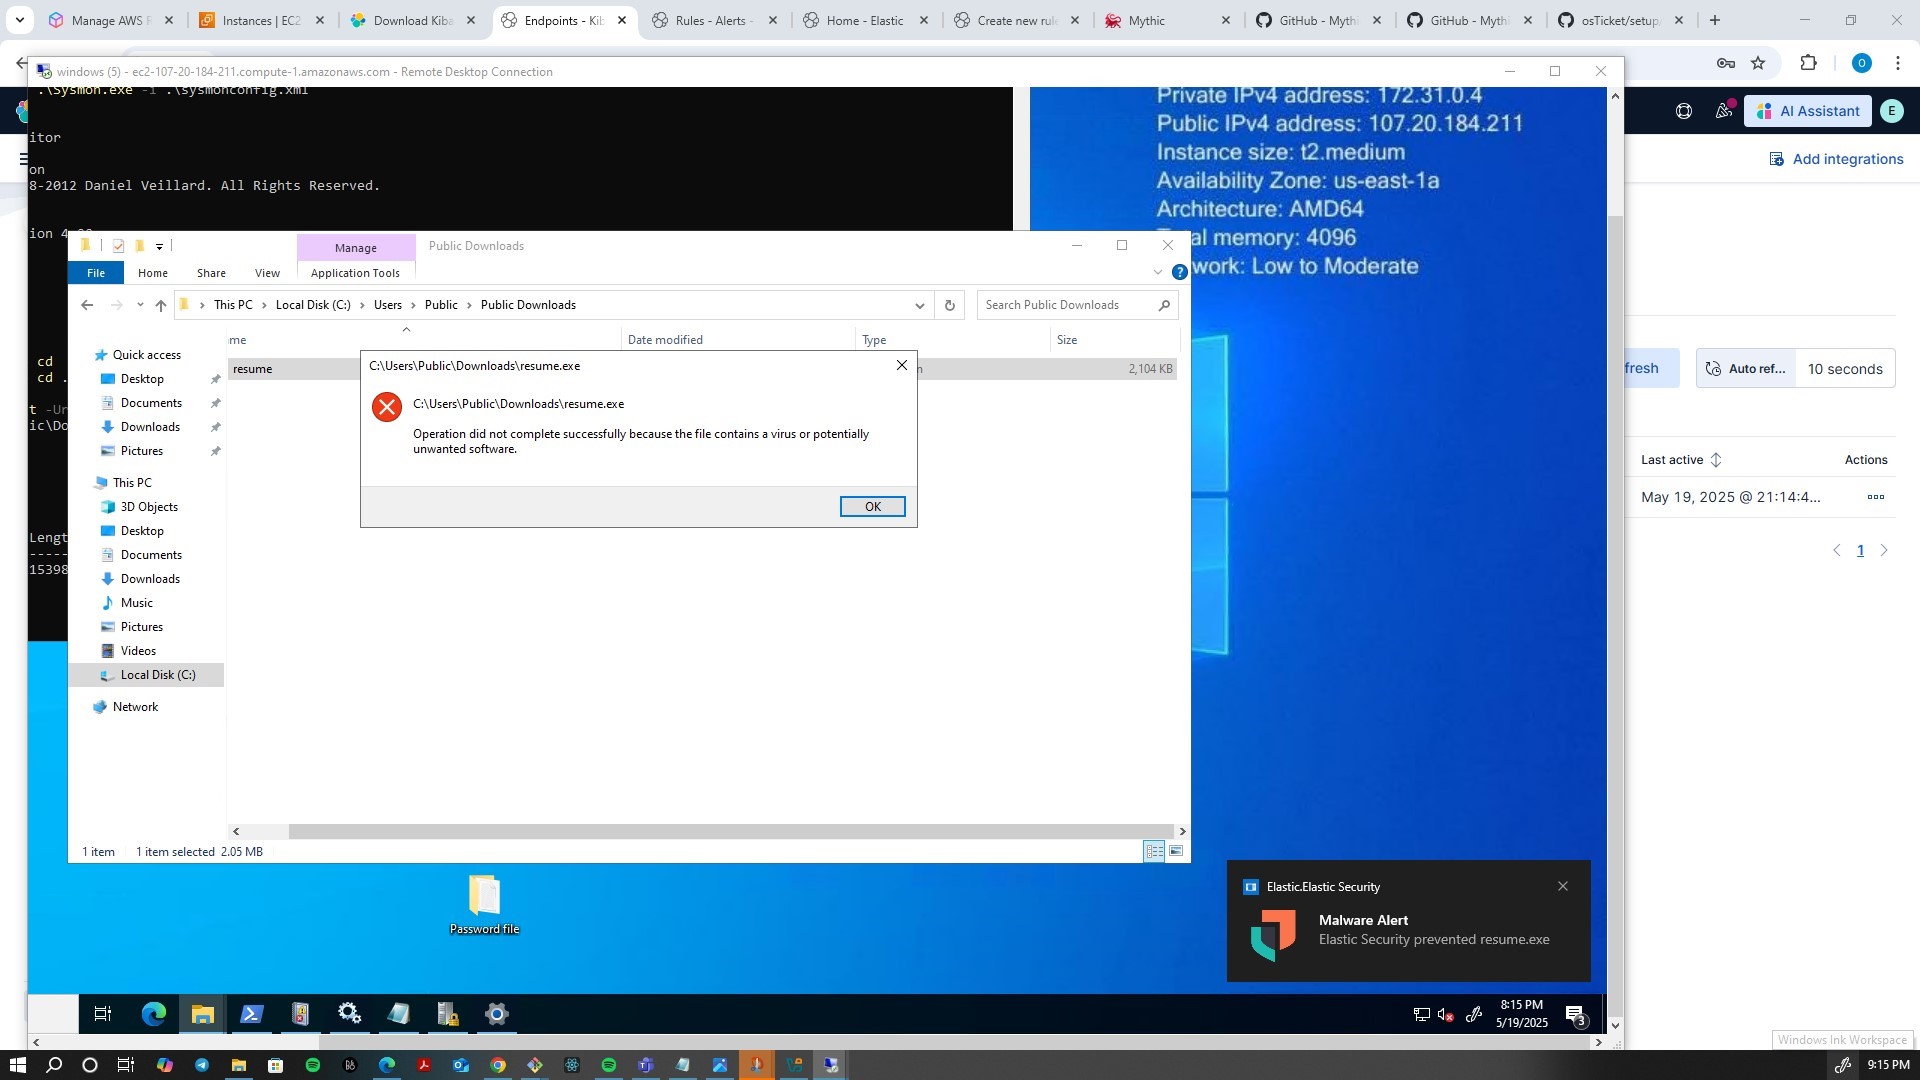 Manage AWS R
Instances | EC2
Download Kiba
Endpoints - Kib
Rules - Alerts -
Home - Elastic
Create new rule
Mythic
GitHub - Mythi
GitHub - Mythi
osTicket/setup
windows (5) - ec2-107-20-184-211.compute-1.amazonaws.com - Remote Desktop Connection
.\Sysmon.exe -i .\sysmonconfig.xml
itor
on
8-2012 Daniel Veillard. All Rights Reserved.
ion 4
cd
cd .
t -Ur
ic\Do
Lengt
-----
15398
Private IPv4 address: 172.31.0.4
Public IPv4 address: 107.20.184.211
Instance size: t2.medium
Availability Zone: us-east-1a
Architecture: AMD64
al memory: 4096
work: Low to Moderate
O
AI Assistant
E
Add integrations
fresh
Auto ref...
10 seconds
Last active
Actions
May 19, 2025 @ 21:14:4...
1
Manage
Public Downloads
File
Home
Share
View
Application Tools
This PC
Local Disk (C:)
Users
Public
Public Downloads
Search Public Downloads
me
Date modified
Type
Size
resume
n
2,104 KB
Quick access
Desktop
Documents
Downloads
Pictures
This PC
3D Objects
Desktop
Documents
Downloads
Music
Pictures
Videos
Local Disk (C:)
Network
C:\Users\Public\Downloads\resume.exe
C:\Users\Public\Downloads\resume.exe
Operation did not complete successfully because the file contains a virus or potentially
unwanted software.
OK
1 item
1 item selected 2.05 MB
Password file
Elastic.Elastic Security
Malware Alert
Elastic Security prevented resume.exe
8:15 PM
5/19/2025
3
Windows Ink Workspace
9:15 PM